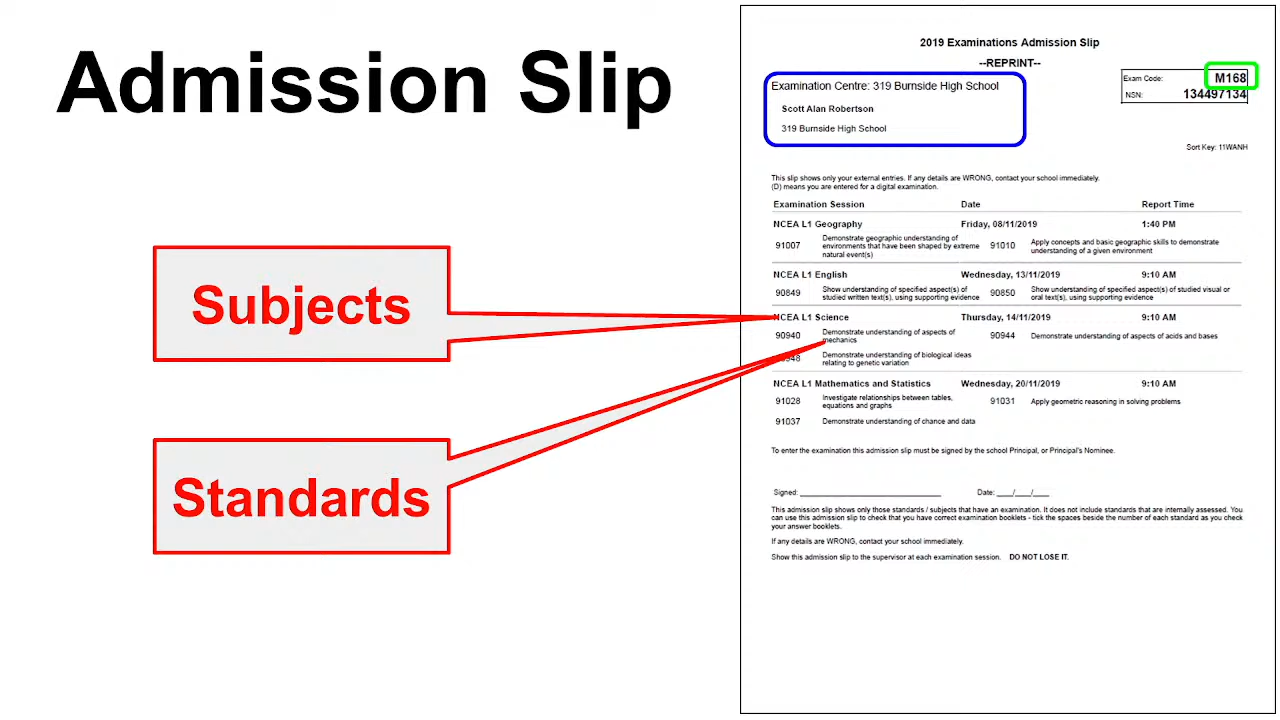 Admission Slip
Subjects
Standards
2019 Examinations Admission Slip
--REPRINT--
Exam Code: M168
NSN: 134497134
Examination Centre: 319 Burnside High School
Scott Alan Robertson
319 Burnside High School
Sort Key: 11WANH
This slip shows only your external entries. If any details are WRONG, contact your school immediately.
(D) means you are entered for a digital examination.
Examination Session Date Report Time
NCEA L1 Geography Friday, 08/11/2019 1:40 PM
91007 Demonstrate geographic understanding of
environments that have been shaped by extreme
natural event(s)
91010 Apply concepts and basic geographic skills to demonstrate
understanding of a given environment
NCEA L1 English Wednesday, 13/11/2019 9:10 AM
90849 Show understanding of specified aspect(s) of
studied written text(s), using supporting evidence
90850 Show understanding of specified aspect(s) of studied visual or
oral text(s), using supporting evidence
NCEA L1 Science Thursday, 14/11/2019 9:10 AM
90940 Demonstrate understanding of aspects of
mechanics
90944 Demonstrate understanding of aspects of acids and bases
90948 Demonstrate understanding of biological ideas
relating to genetic variation
NCEA L1 Mathematics and Statistics Wednesday, 20/11/2019 9:10 AM
91028 Investigate relationships between tables,
equations and graphs
91031 Apply geometric reasoning in solving problems
91037 Demonstrate understanding of chance and data
To enter the examination this admission slip must be signed by the school Principal, or Principal's Nominee.
Signed: ____________________ Date: ___/___/___
This admission slip shows only those standards / subjects that have an examination. It does not include standards that are internally assessed. You
can use this admission slip to check that you have correct examination booklets - tick the spaces beside the number of each standard as you check
your answer booklets.
If any details are WRONG, contact your school immediately.
Show this admission slip to the supervisor at each examination session. DO NOT LOSE IT.